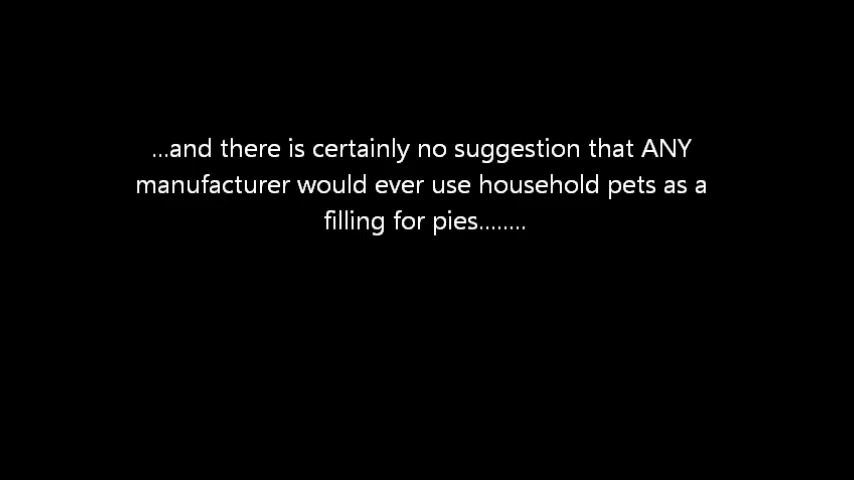 ...and there is certainly no suggestion that ANY
manufacturer would ever use household pets as a
filling for pies........